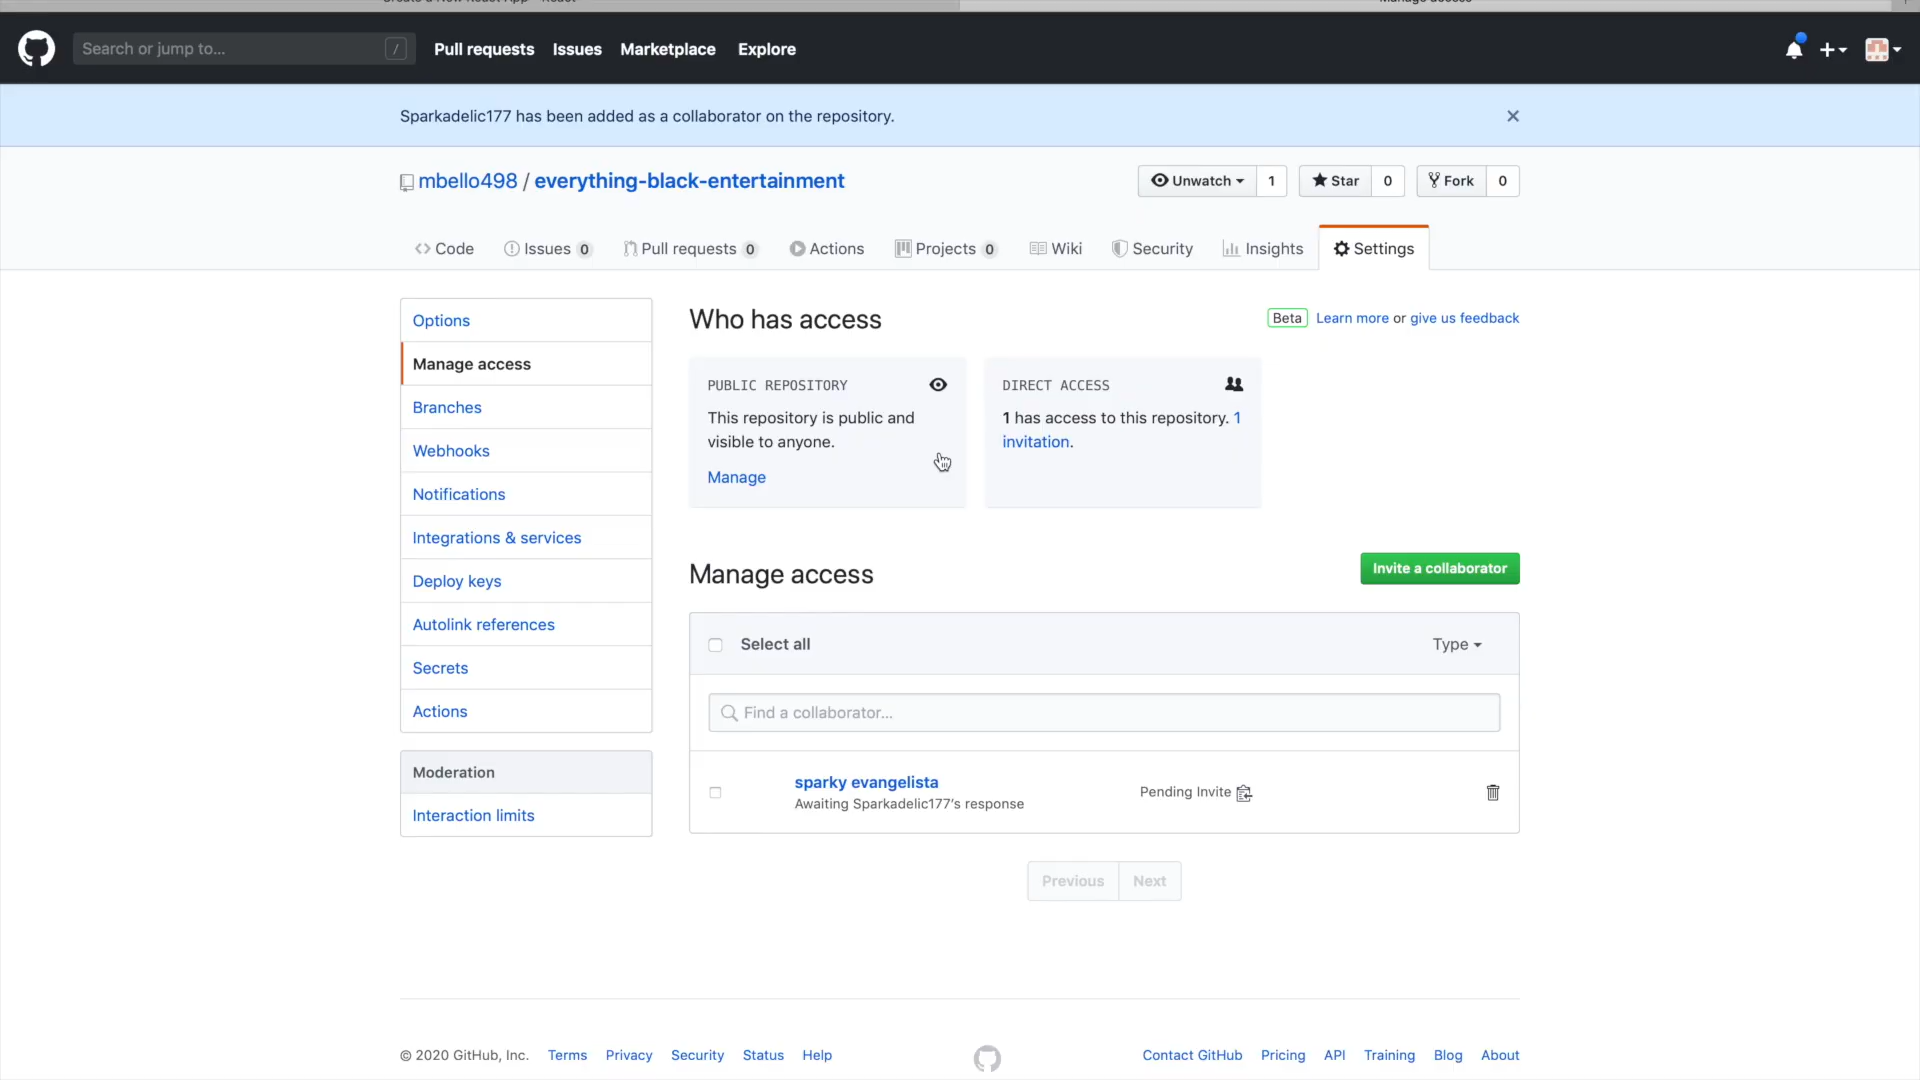 Search or jump to... /
Pull requests Issues Marketplace Explore
Sparkadelic177 has been added as a collaborator on the repository.
mbello498 / everything-black-entertainment
Unwatch 1 Star 0 Fork 0
Code Issues 0 Pull requests 0 Actions Projects 0 Wiki Security Insights Settings
Options
Manage access
Branches
Webhooks
Notifications
Integrations & services
Deploy keys
Autolink references
Secrets
Actions
Moderation
Interaction limits
Who has access
Beta Learn more or give us feedback
PUBLIC REPOSITORY
This repository is public and
visible to anyone.
Manage
DIRECT ACCESS
1 has access to this repository. 1
invitation.
Manage access
Invite a collaborator
Select all
Type
Find a collaborator...
sparky evangelista
Awaiting Sparkadelic177's response
Pending Invite
Previous Next
© 2020 GitHub, Inc. Terms Privacy Security Status Help
Contact GitHub Pricing API Training Blog About